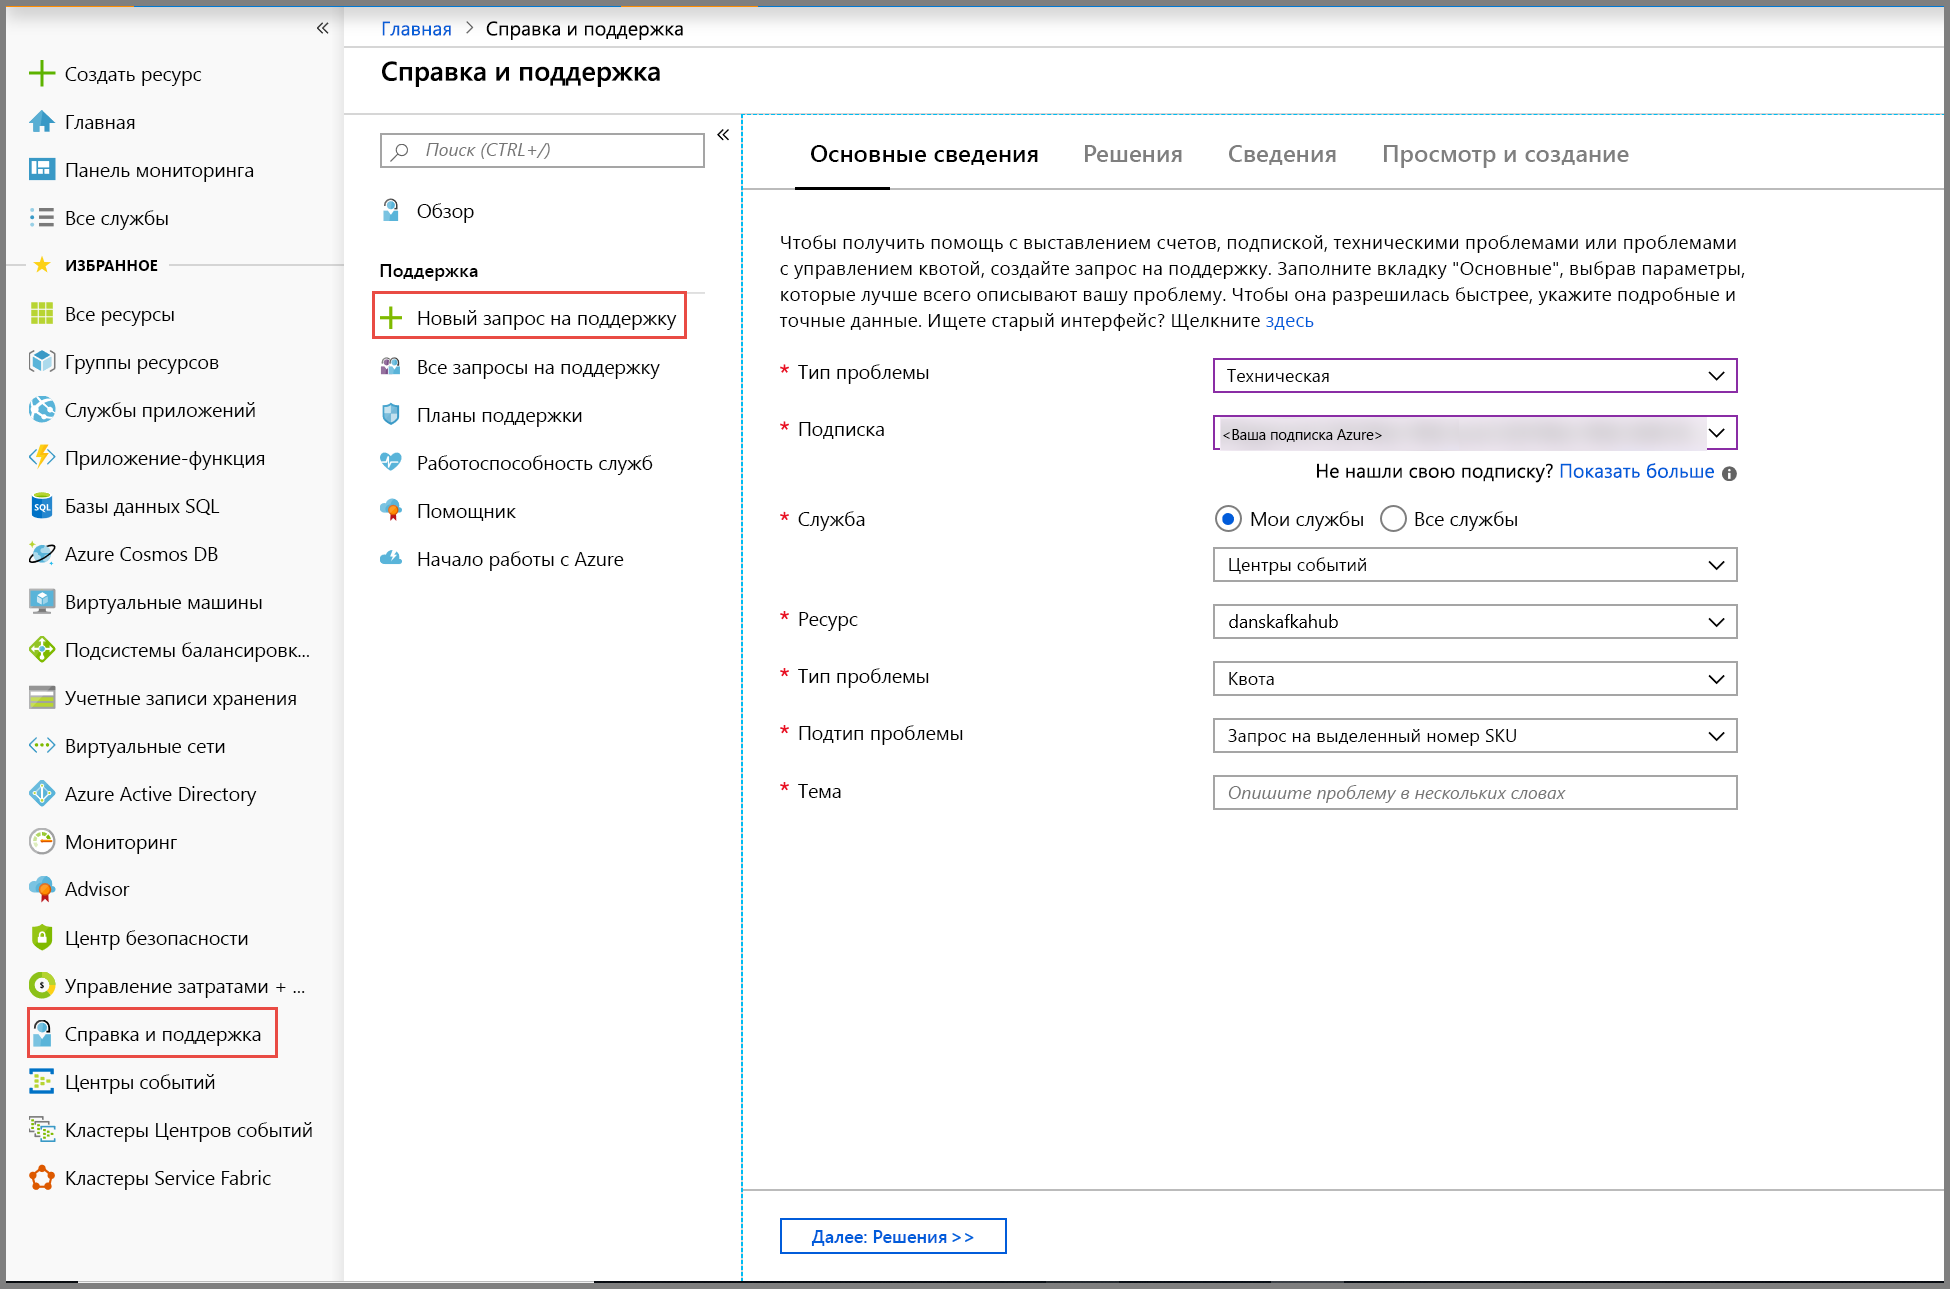 «
Создать ресурс
Главная
Панель мониторинга
Все службы
ИЗБРАННОЕ
Все ресурсы
Группы ресурсов
Службы приложений
Приложение-функция
Базы данных SQL
Azure Cosmos DB
Виртуальные машины
Подсистемы балансировк...
Учетные записи хранения
Виртуальные сети
Azure Active Directory
Мониторинг
Advisor
Центр безопасности
Управление затратами + ...
Справка и поддержка
Центры событий
Кластеры Центров событий
Кластеры Service Fabric
Главная > Справка и поддержка
Справка и поддержка
Поиск (CTRL+/)
«
Обзор
Поддержка
Новый запрос на поддержку
Все запросы на поддержку
Планы поддержки
Работоспособность служб
Помощник
Начало работы с Azure
Основные сведения Решения Сведения Просмотр и создание
Чтобы получить помощь с выставлением счетов, подпиской, техническими проблемами или проблемами
с управлением квотой, создайте запрос на поддержку. Заполните вкладку "Основные", выбрав параметры,
которые лучше всего описывают вашу проблему. Чтобы она разрешилась быстрее, укажите подробные и
точные данные. Ищете старый интерфейс? Щелкните здесь
* Тип проблемы Техническая
* Подписка <Ваша подписка Azure>
Не нашли свою подписку? Показать больше
* Служба Мои службы Все службы
Центры событий
* Ресурс danskafkahub
* Тип проблемы Квота
* Подтип проблемы Запрос на выделенный номер SKU
* Тема Опишите проблему в нескольких словах
Далее: Решения >>